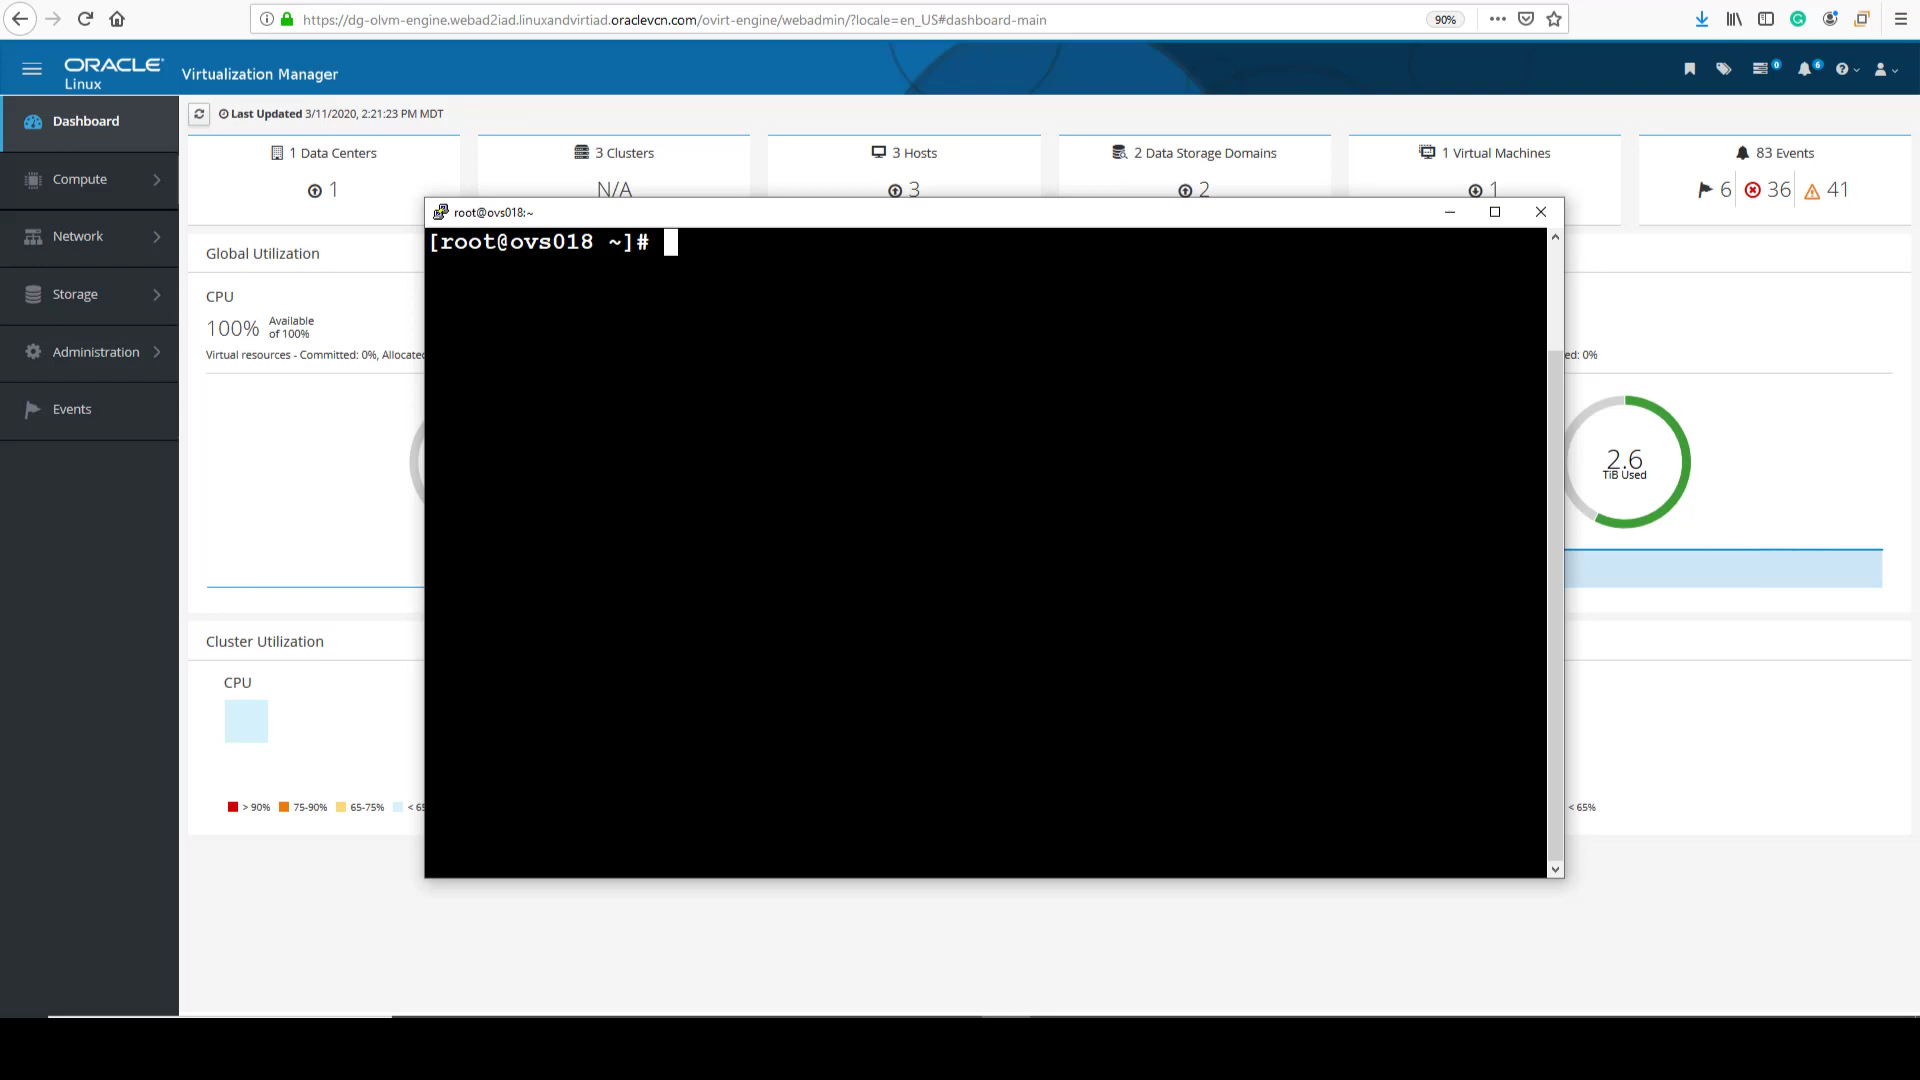 https://dg-olvm-engine.webad2iad.linuxandvirtiad.oraclevcn.com/ovirt-engine/webadmin/?locale=en_US#dashboard-main
90%
ORACLE
Linux
Virtualization Manager
0
6
Dashboard
Compute
Network
Storage
Administration
Events
Last Updated 3/11/2020, 2:21:23 PM MDT
1 Data Centers
1
3 Clusters
N/A
3 Hosts
3
2 Data Storage Domains
2
1 Virtual Machines
1
83 Events
6
36
41
root@ovs018:~
[root@ovs018 ~]#
Global Utilization
CPU
100%
Available
of 100%
Virtual resources - Committed: 0%, Allocated
ed: 0%
2.6
TiB Used
Cluster Utilization
CPU
> 90%
75-90%
65-75%
< 65
< 65%